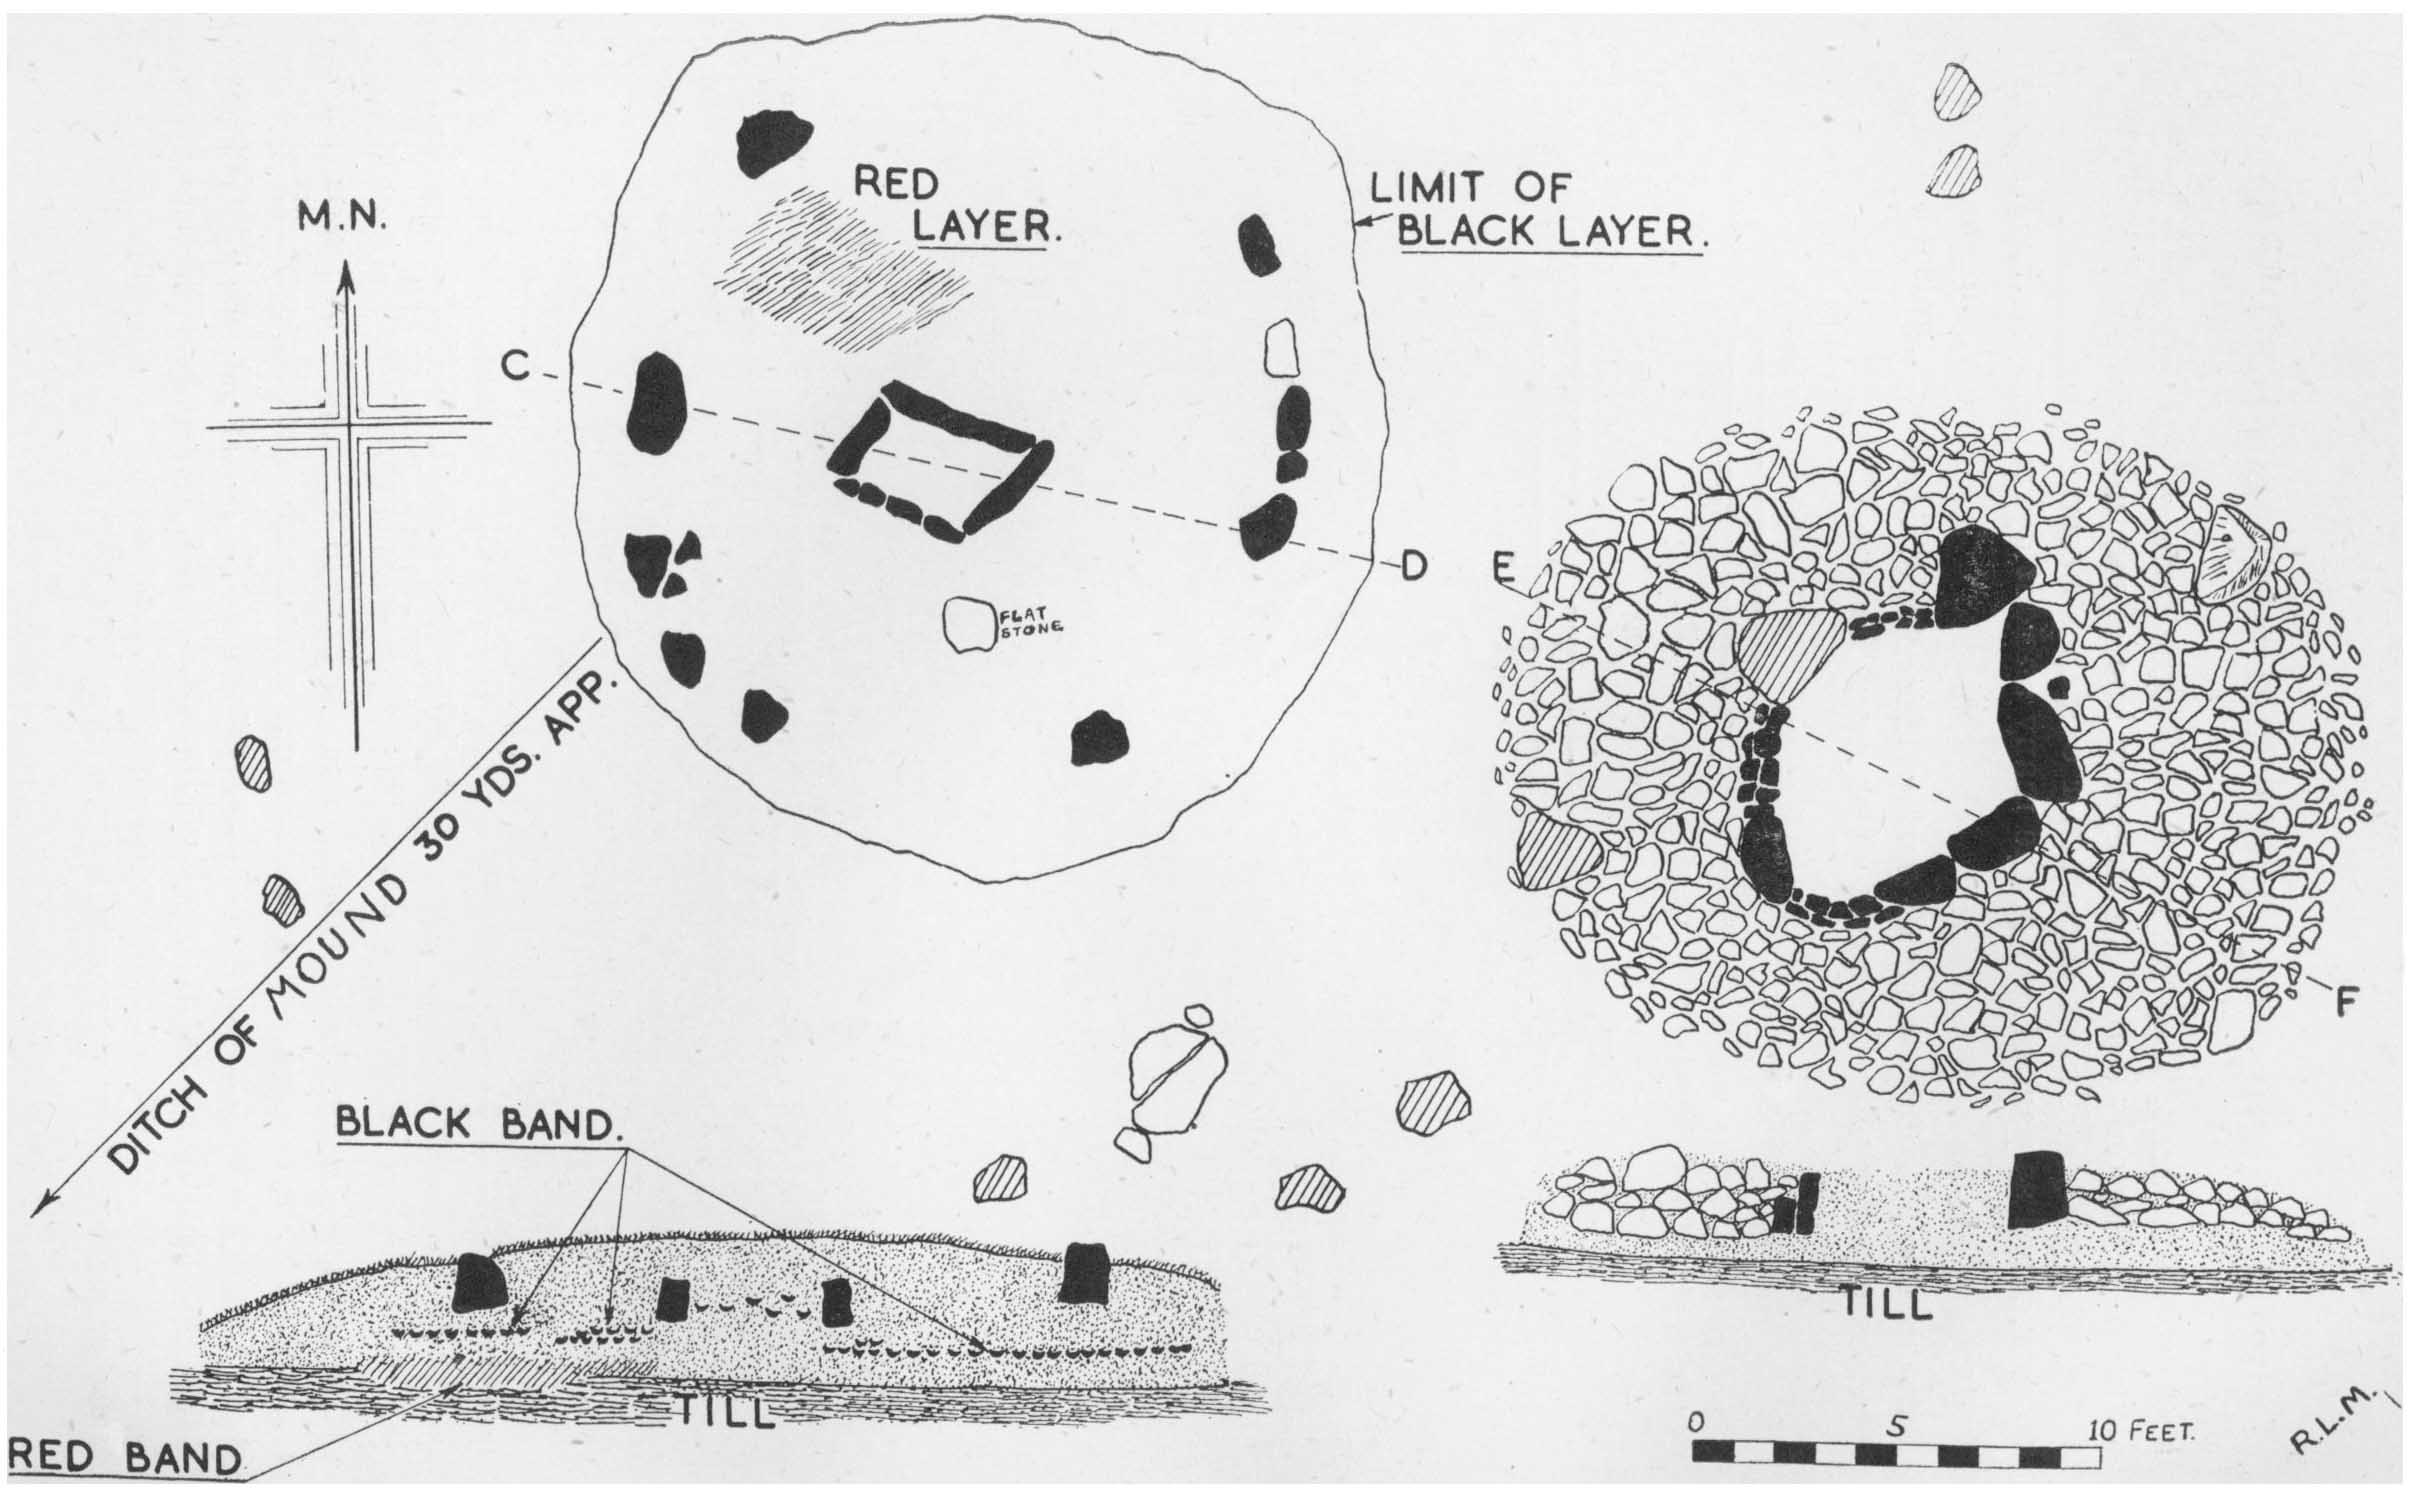 M.N.
RED
LAYER.
LIMIT OF
BLACK LAYER.
C
D
FLAT
STONE
E
F
DITCH OF MOUND 30 YDS. APP.
BLACK BAND.
TILL
RED BAND
TILL
0 5 10 FEET.
R.L.M.